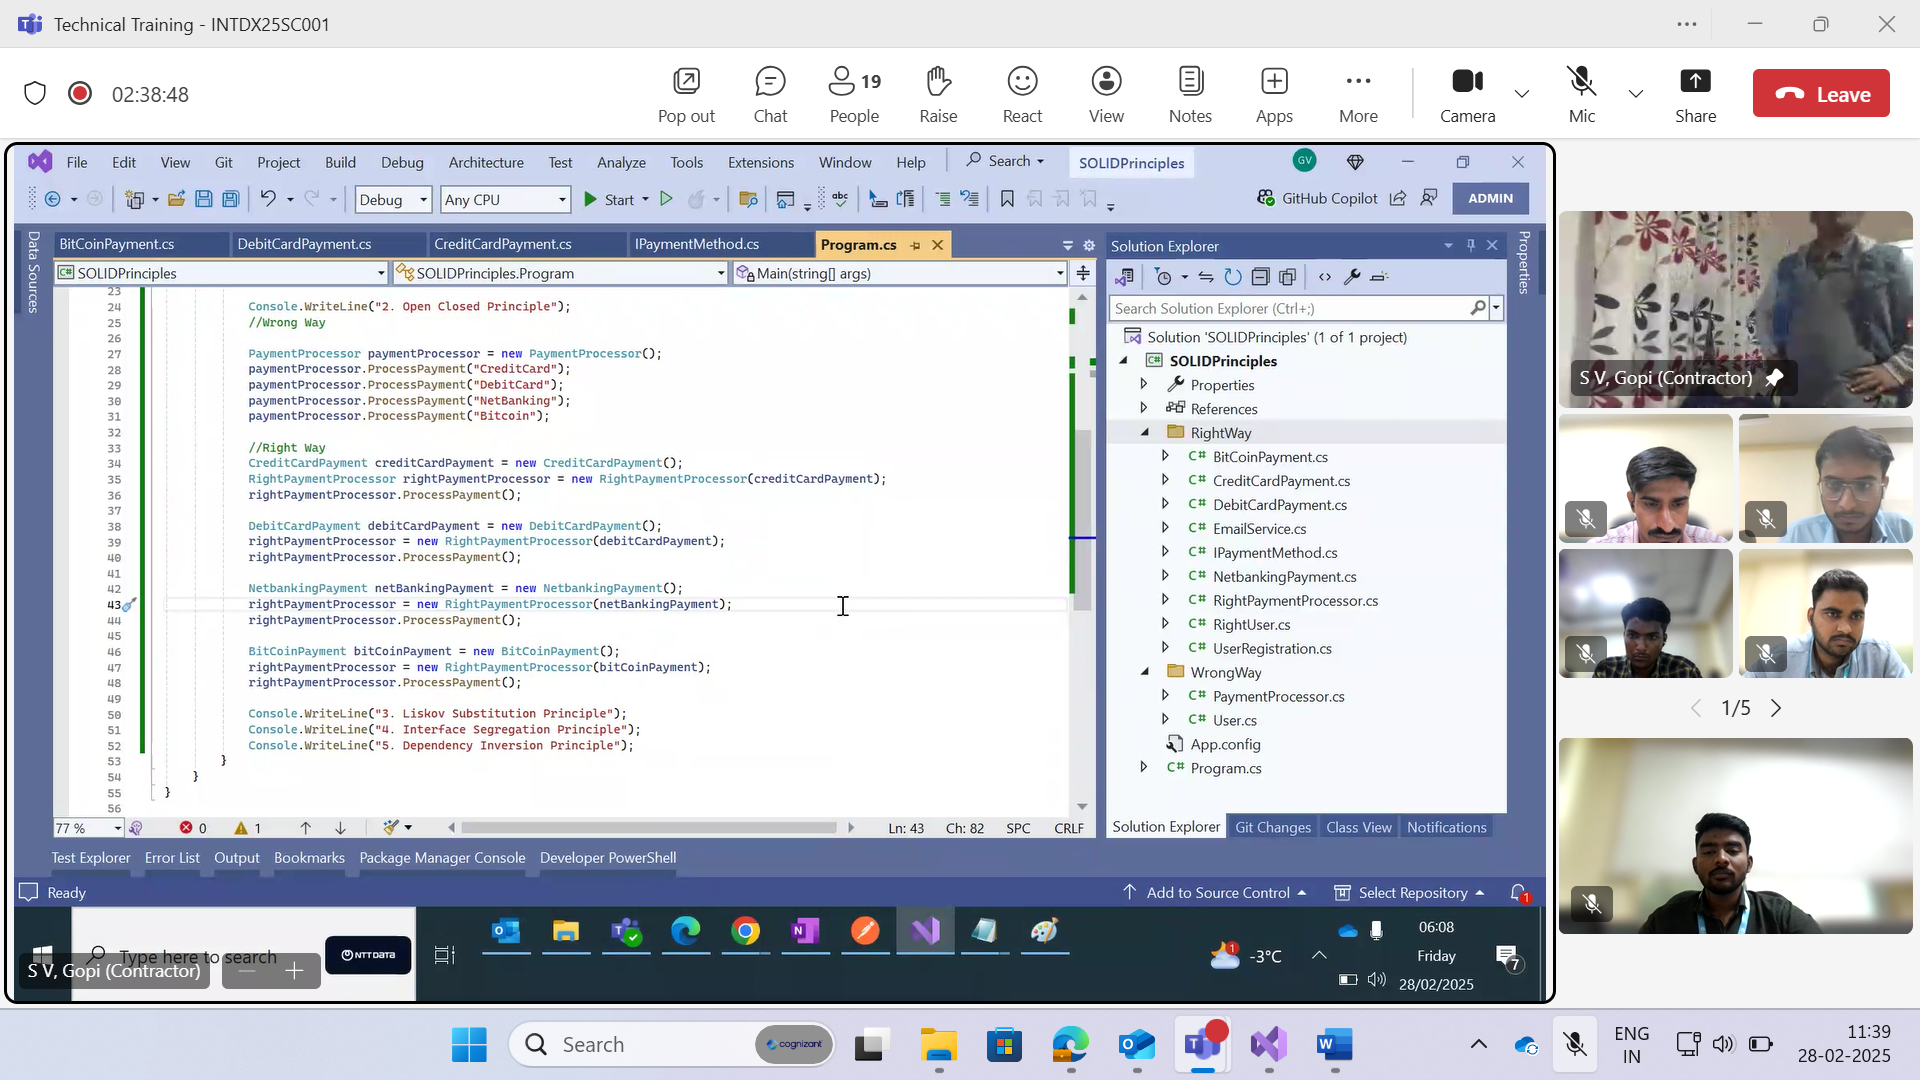 Technical Training - INTDX25SC001
02:38:48
Pop out
Chat
19
People
Raise
React
View
Notes
Apps
More
Camera
Mic
Share
Leave
File Edit View Git Project Build Debug Architecture Test Analyze Tools Extensions Window Help Search SOLIDPrinciples GV
Debug Any CPU Start GitHub Copilot ADMIN
Data Sources
BitCoinPayment.cs DebitCardPayment.cs CreditCardPayment.cs IPaymentMethod.cs Program.cs
SOLIDPrinciples SOLIDPrinciples.Program Main(string[] args)
23
24 Console.WriteLine("2. Open Closed Principle");
25 //Wrong Way
26
27 PaymentProcessor paymentProcessor = new PaymentProcessor();
28 paymentProcessor.ProcessPayment("CreditCard");
29 paymentProcessor.ProcessPayment("DebitCard");
30 paymentProcessor.ProcessPayment("NetBanking");
31 paymentProcessor.ProcessPayment("Bitcoin");
32
33 //Right Way
34 CreditCardPayment creditCardPayment = new CreditCardPayment();
35 RightPaymentProcessor rightPaymentProcessor = new RightPaymentProcessor(creditCardPayment);
36 rightPaymentProcessor.ProcessPayment();
37
38 DebitCardPayment debitCardPayment = new DebitCardPayment();
39 rightPaymentProcessor = new RightPaymentProcessor(debitCardPayment);
40 rightPaymentProcessor.ProcessPayment();
41
42 NetbankingPayment netBankingPayment = new NetbankingPayment();
43 rightPaymentProcessor = new RightPaymentProcessor(netBankingPayment);
44 rightPaymentProcessor.ProcessPayment();
45
46 BitCoinPayment bitCoinPayment = new BitCoinPayment();
47 rightPaymentProcessor = new RightPaymentProcessor(bitCoinPayment);
48 rightPaymentProcessor.ProcessPayment();
49
50 Console.WriteLine("3. Liskov Substitution Principle");
51 Console.WriteLine("4. Interface Segregation Principle");
52 Console.WriteLine("5. Dependency Inversion Principle");
53 }
54 }
55 }
56
77 % 0 1 Ln: 43 Ch: 82 SPC CRLF
Solution Explorer
Search Solution Explorer (Ctrl+;)
Solution 'SOLIDPrinciples' (1 of 1 project)
C# SOLIDPrinciples
Properties
References
RightWay
C# BitCoinPayment.cs
C# CreditCardPayment.cs
C# DebitCardPayment.cs
C# EmailService.cs
C# IPaymentMethod.cs
C# NetbankingPayment.cs
C# RightPaymentProcessor.cs
C# RightUser.cs
C# UserRegistration.cs
WrongWay
C# PaymentProcessor.cs
C# User.cs
App.config
C# Program.cs
Solution Explorer Git Changes Class View Notifications
Properties
Test Explorer Error List Output Bookmarks Package Manager Console Developer PowerShell
Ready Add to Source Control Select Repository 1
Type here to search
NTT DATA
1 -3°C
06:08
Friday
28/02/2025
7
S V, Gopi (Contractor)
S V, Gopi (Contractor)
1/5
Search
cognizant
ENG
IN
11:39
28-02-2025